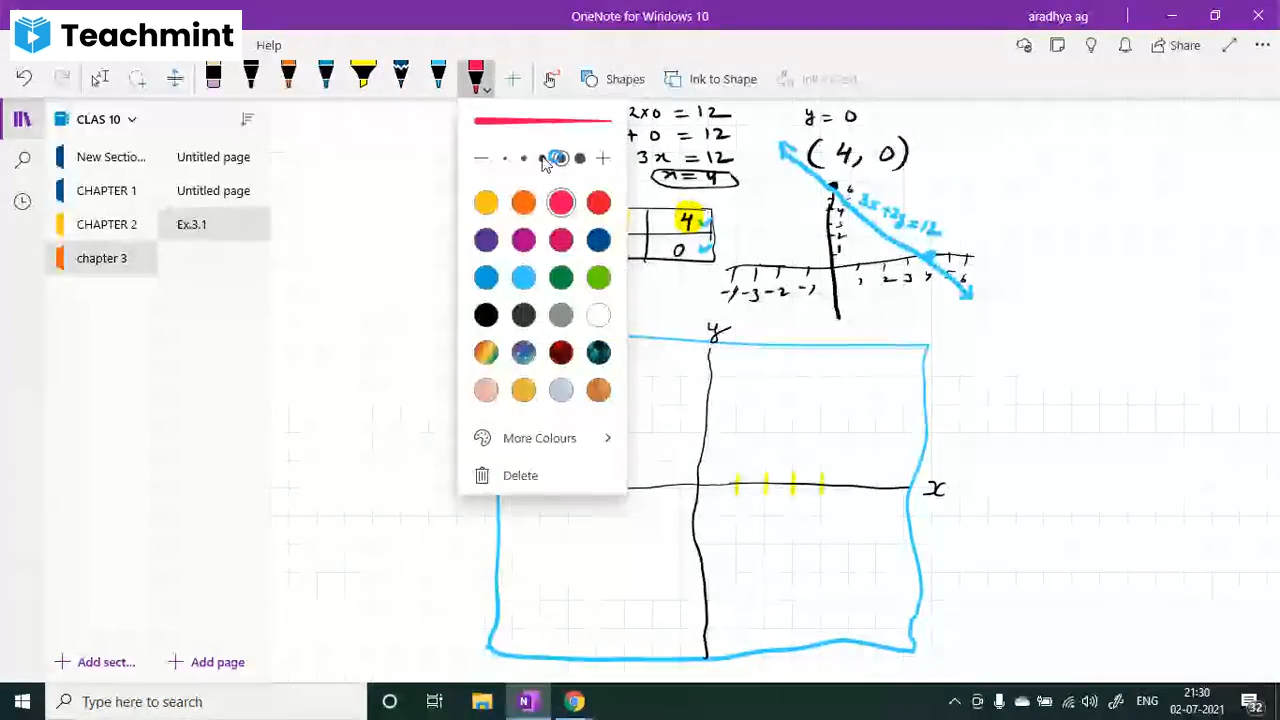 OneNote for Windows 10
aradhya ag
Teachmint
Help
Share
Shapes
Ink to Shape
CLAS 10
New Sectio...
Untitled page
CHAPTER 1
Untitled page
CHAPTER 2
Ex.3.1
chapter 3
More Colours
Delete
2x0 = 12
+ 0 = 12
3x = 12
x = 4
4
0
y = 0
(4, 0)
3x+2y=12
y
x
Add sect...
Add page
Type here to search
ENG
21:30
02-07-2021
32